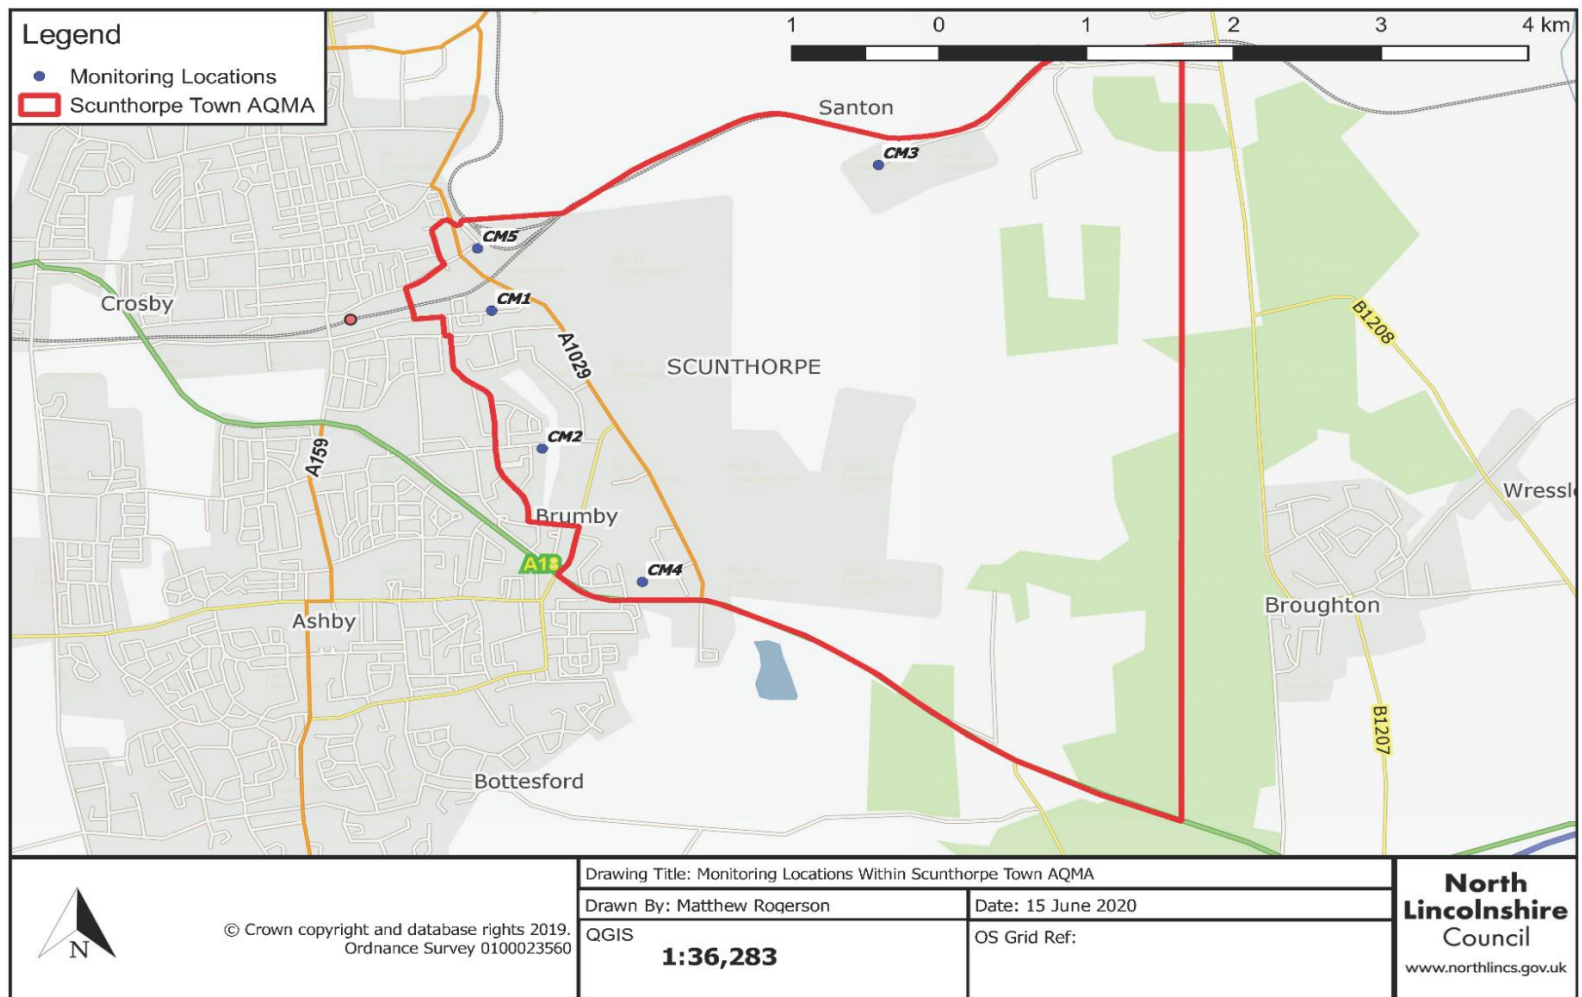 Legend
Monitoring Locations
Scunthorpe Town AQMA
1 0 1 2 3 4 km
Santon
CM3
CM5
Crosby
CM1
B1208
A1029
SCUNTHORPE
A159
CM2
Brumby
A18
CM4
Ashby
Broughton
B1207
Bottesford
N
© Crown copyright and database rights 2019.
Ordnance Survey 0100023560
Drawing Title: Monitoring Locations Within Scunthorpe Town AQMA
Drawn By: Matthew Rogerson
Date: 15 June 2020
QGIS
1:36,283
OS Grid Ref:
North
Lincolnshire
Council
www.northlincs.gov.uk